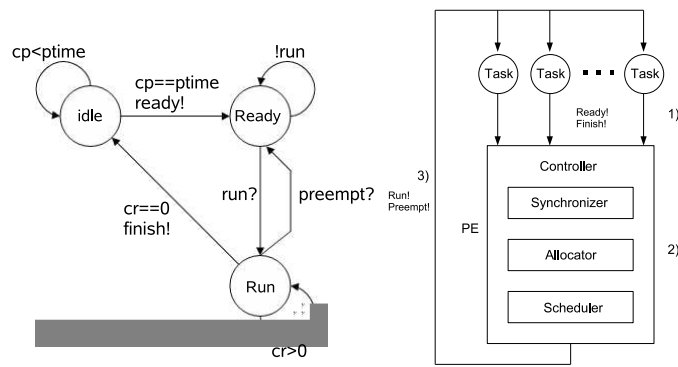 cp<ptime
!run
cp==ptime
ready!
idle
Ready
run?
preempt?
cr==0
finish!
Run
cr>0
Task
Task
Task
Ready!
Finish!
1)
Controller
3)
Run!
Preempt!
Synchronizer
PE
Allocator
2)
Scheduler